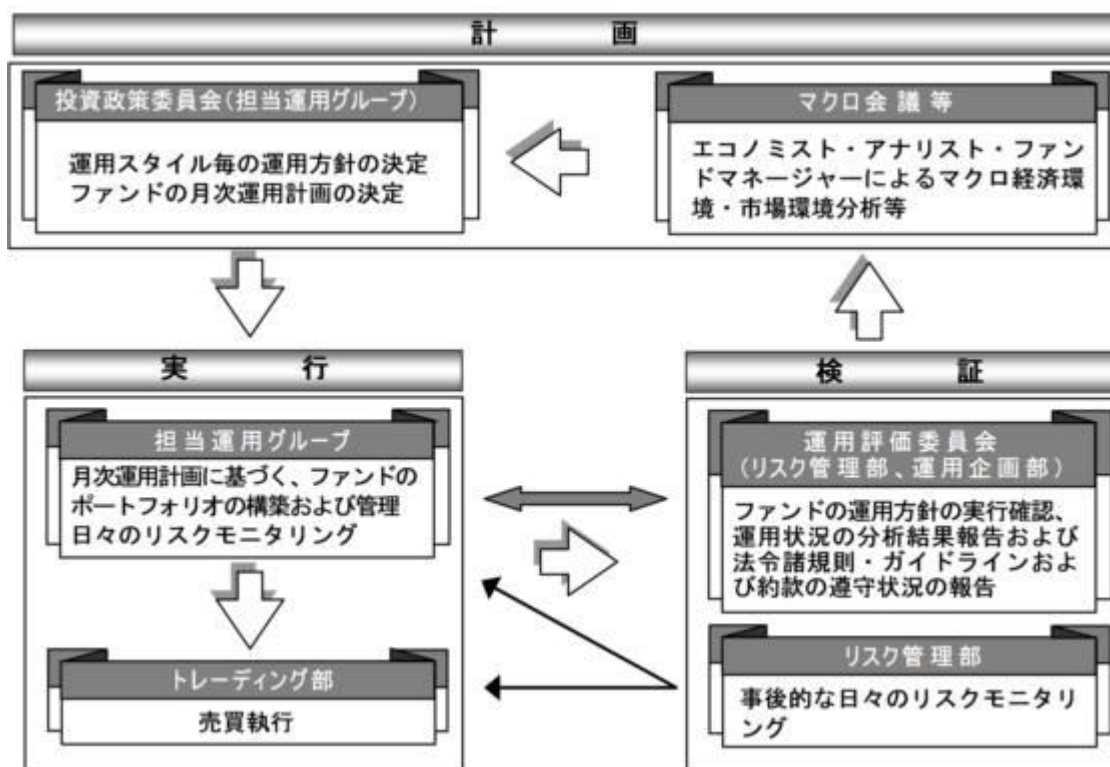 計画
投資政策委員会(担当運用グループ)
運用スタイル毎の運用方針の決定
ファンドの月次運用計画の決定
マクロ会議等
エコノミスト・アナリスト・ファン
ドマネージャーによるマクロ経済環
境・市場環境分析等
実行
担当運用グループ
月次運用計画に基づく、ファンドの
ポートフォリオの構築および管理
日々のリスクモニタリング
トレーディング部
売買執行
検証
運用評価委員会
(リスク管理部、運用企画部)
ファンドの運用方針の実行確認、
運用状況の分析結果報告および
法令諸規則・ガイドラインおよ
び約款の遵守状況の報告
リスク管理部
事後的な日々のリスクモニタリ
ング